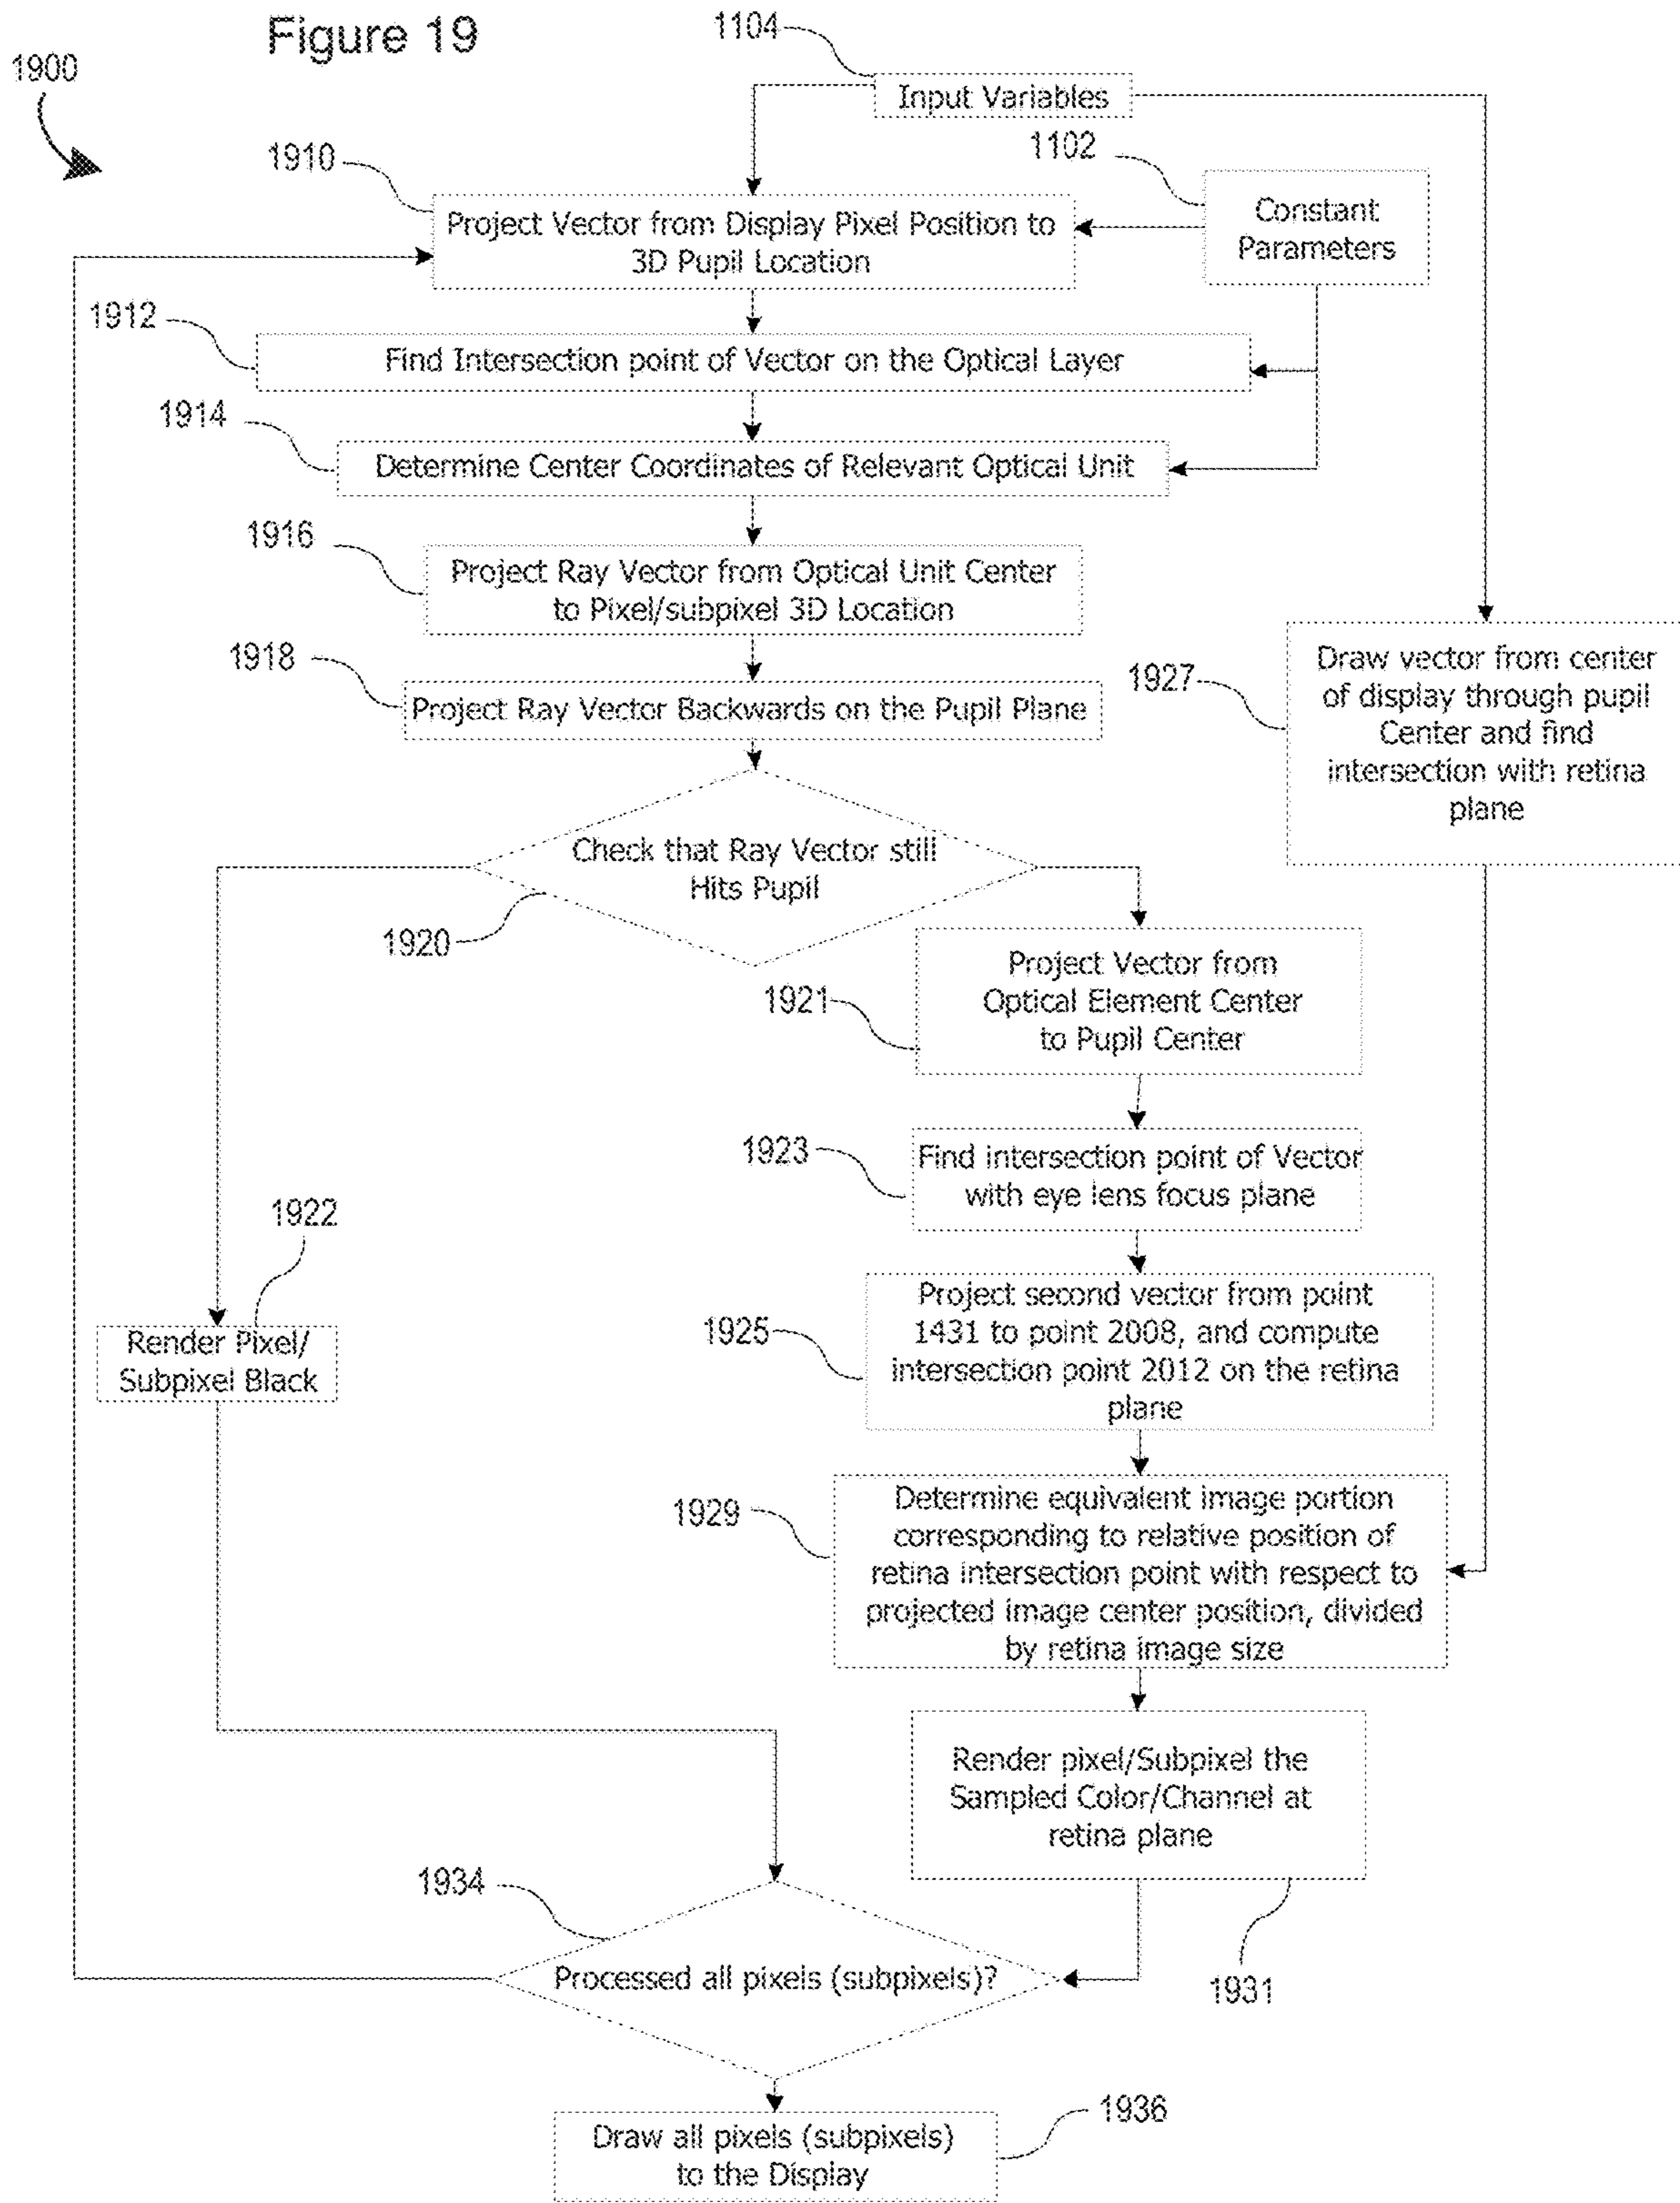 Figure 19
1900
1104
Input Variables
1102
Constant
Parameters
1910
Project Vector from Display Pixel Position to
3D Pupil Location
1912
Find Intersection point of Vector on the Optical Layer
1914
Determine Center Coordinates of Relevant Optical Unit
1916
Project Ray Vector from Optical Unit Center
to Pixel/subpixel 3D Location
1918
Project Ray Vector Backwards on the Pupil Plane
1927
Draw vector from center
of display through pupil
Center and find
intersection with retina
plane
Check that Ray Vector still
Hits Pupil
1920
1921
Project Vector from
Optical Element Center
to Pupil Center
1923
Find intersection point of Vector
with eye lens focus plane
1922
Render Pixel/
Subpixel Black
1925
Project second vector from point
1431 to point 2008, and compute
intersection point 2012 on the retina
plane
1929
Determine equivalent image portion
corresponding to relative position of
retina intersection point with respect to
projected image center position, divided
by retina image size
Render pixel/Subpixel the
Sampled Color/Channel at
retina plane
1931
1934
Processed all pixels (subpixels)?
1936
Draw all pixels (subpixels)
to the Display